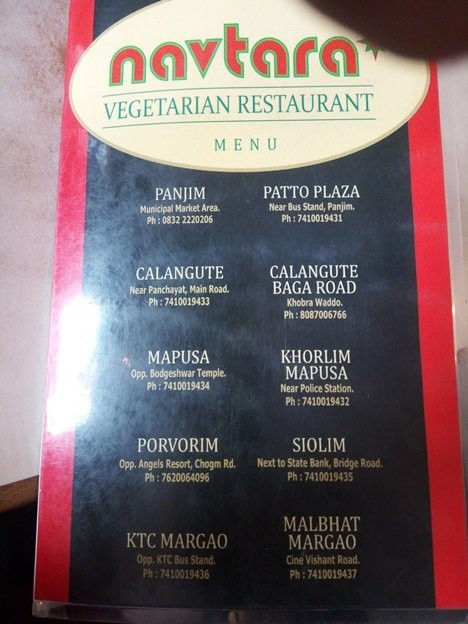 navtara
VEGETARIAN RESTAURANT
MENU
PANJIM
Municipal Market Area.
Ph : 0832 2220206
PATTO PLAZA
Near Bus Stand, Panjim.
Ph : 7410019431
CALANGUTE
Near Panchayat, Main Road.
Ph : 7410019433
CALANGUTE
BAGA ROAD
Khobra Waddo.
Ph : 8087006766
MAPUSA
Opp. Bodgeshwar Temple.
Ph : 7410019434
KHORLIM
MAPUSA
Near Police Station.
Ph : 7410019432
PORVORIM
Opp. Angels Resort, Chogm Rd.
Ph : 7620064096
SIOLIM
Next to State Bank, Bridge Road.
Ph : 7410019435
KTC MARGAO
Opp. KTC Bus Stand.
Ph : 7410019436
MALBHAT
MARGAO
Cine Vishant Road.
Ph : 7410019437